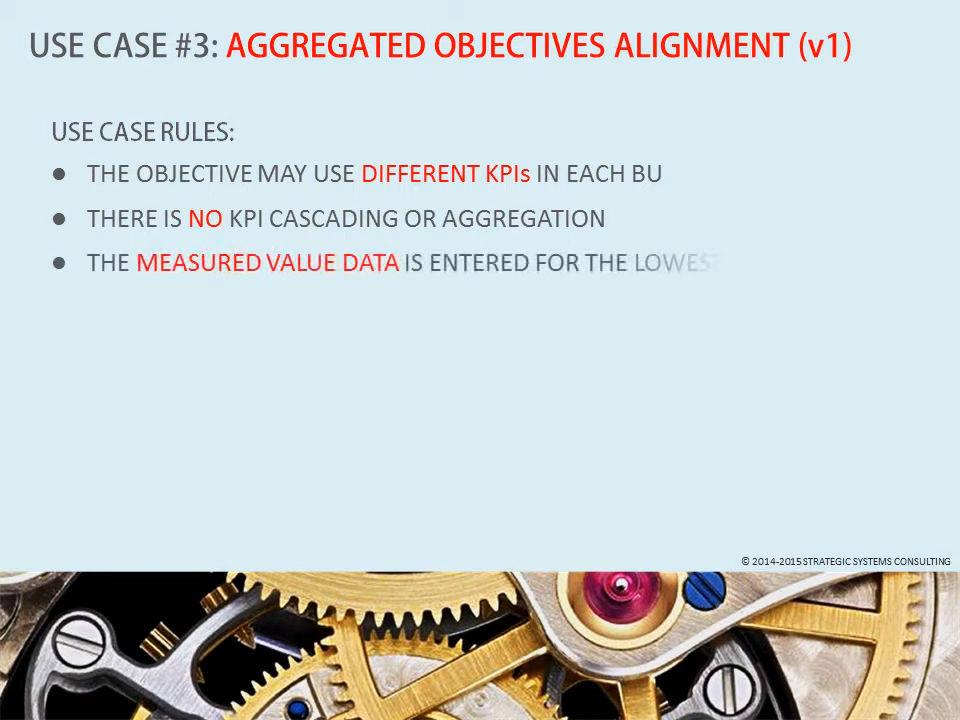 USE CASE #3: AGGREGATED OBJECTIVES ALIGNMENT (v1)
USE CASE RULES:
● THE OBJECTIVE MAY USE DIFFERENT KPIs IN EACH BU
● THERE IS NO KPI CASCADING OR AGGREGATION
● THE MEASURED VALUE DATA IS ENTERED FOR THE LOWEST
© 2014-2015 STRATEGIC SYSTEMS CONSULTING